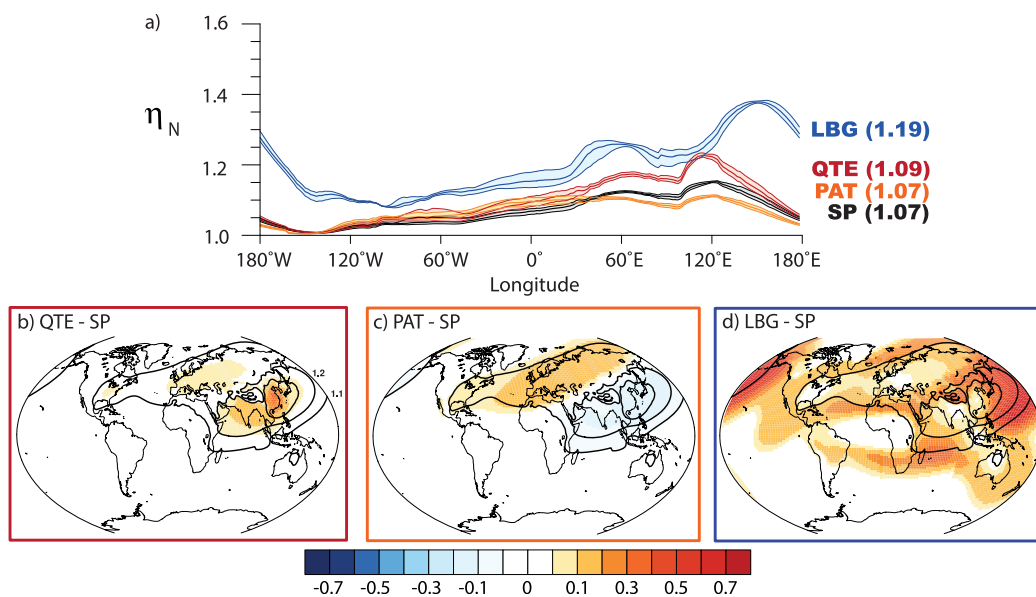 a)
1.6
1.4
1.2
1.0
ηN
LBG (1.19)
QTE (1.09)
PAT (1.07)
SP (1.07)
180˚W
120˚W
60˚W
0˚
60˚E
120˚E
180˚E
Longitude
b) QTE - SP
1.2
1.1
c) PAT - SP
d) LBG - SP
-0.7 -0.5 -0.3 -0.1 0 0.1 0.3 0.5 0.7